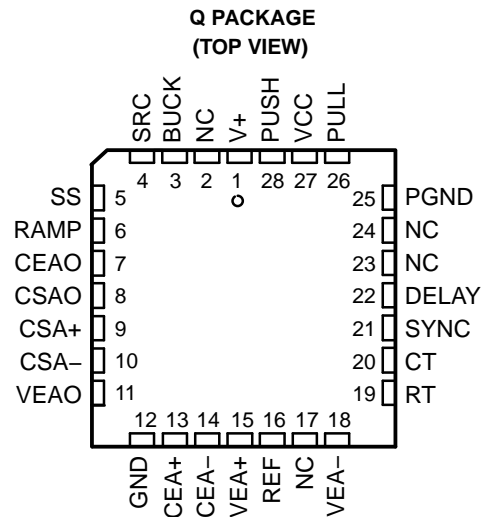 Q PACKAGE
(TOP VIEW)
SRC BUCK NC V+ PUSH VCC PULL
4 3 2 1 28 27 26
SS 5 25 PGND
RAMP 6 24 NC
CEAO 7 23 NC
CSAO 8 22 DELAY
CSA+ 9 21 SYNC
CSA− 10 20 CT
VEAO 11 19 RT
12 13 14 15 16 17 18
GND CEA+ CEA− VEA+ REF NC VEA−